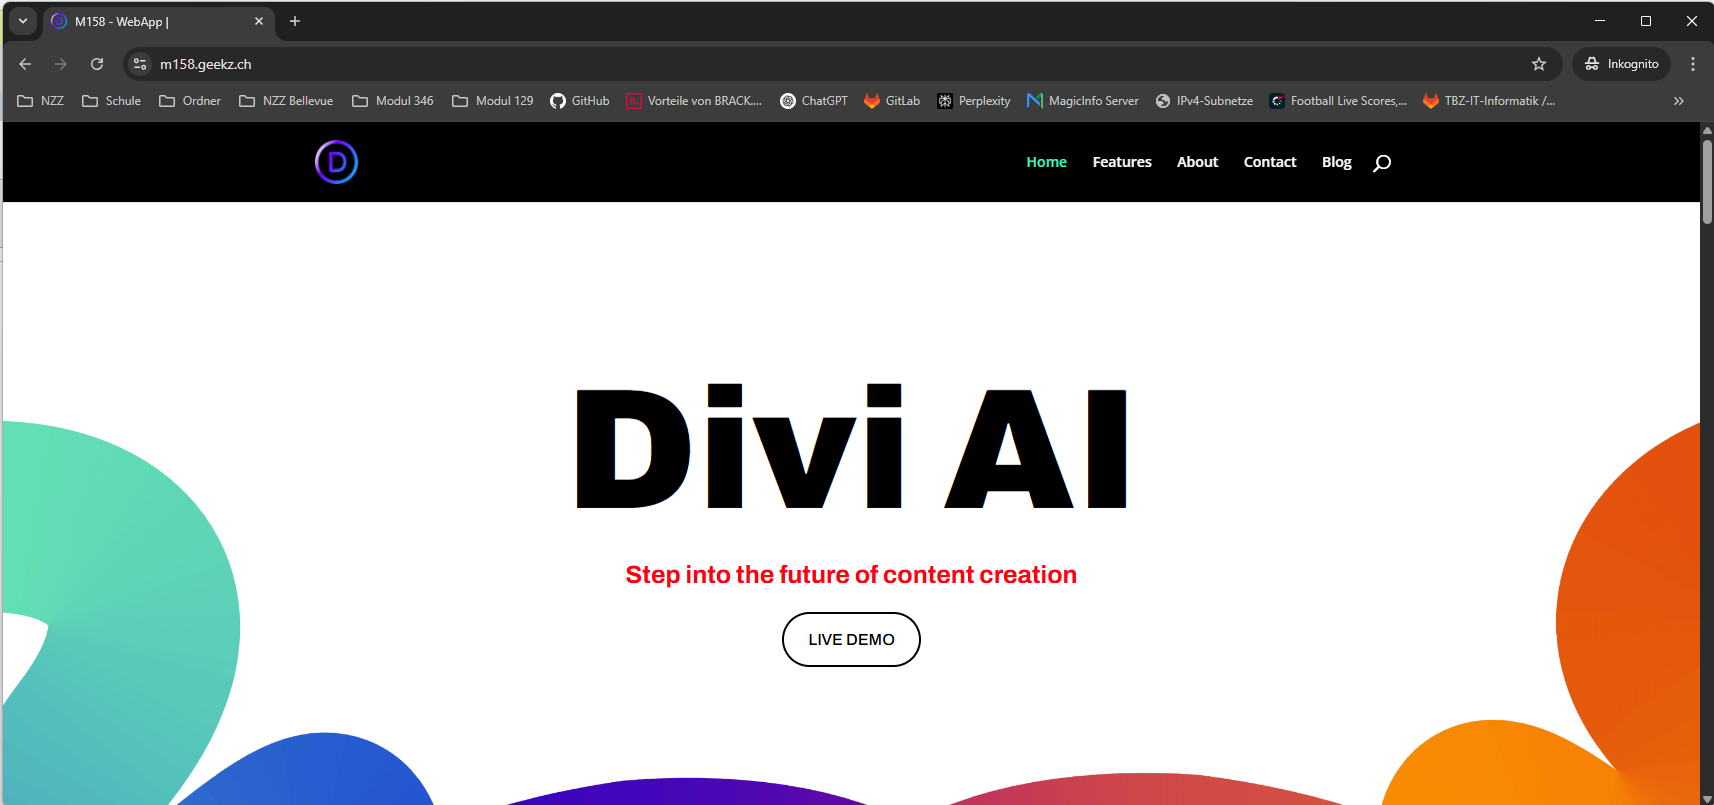 M158 - WebApp |
m158.geekz.ch
Inkognito
NZZ Schule Ordner NZZ Bellevue Modul 346 Modul 129 GitHub Vorteile von BRACK.... ChatGPT GitLab Perplexity MagicInfo Server IPv4-Subnetze Football Live Scores,... TBZ-IT-Informatik /...
D Home Features About Contact Blog
Divi AI
Step into the future of content creation
LIVE DEMO